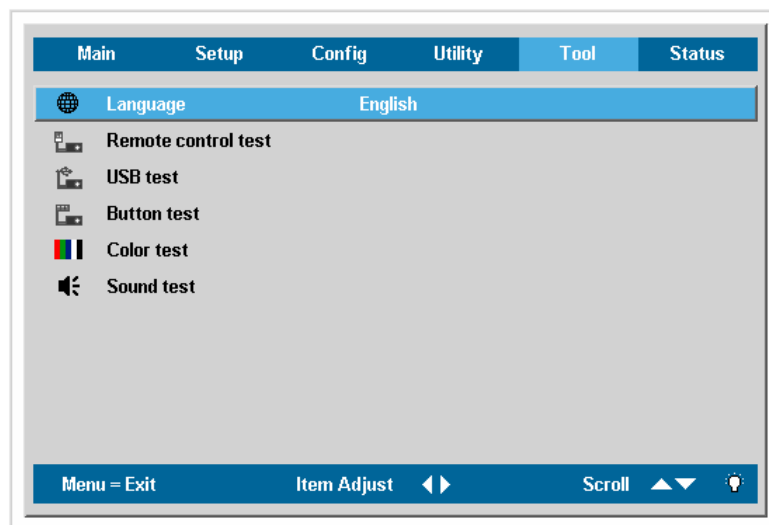 Main Setup Config Utility Tool Status
Language English
Remote control test
USB test
Button test
Color test
Sound test
Menu = Exit Item Adjust Scroll